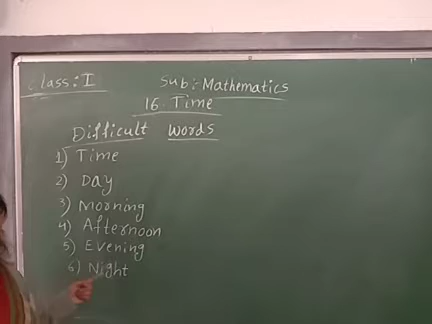 Class: I
Sub: Mathematics
16. Time
Difficult Words
1) Time
2) Day
3) Morning
4) Afternoon
5) Evening
6) Night